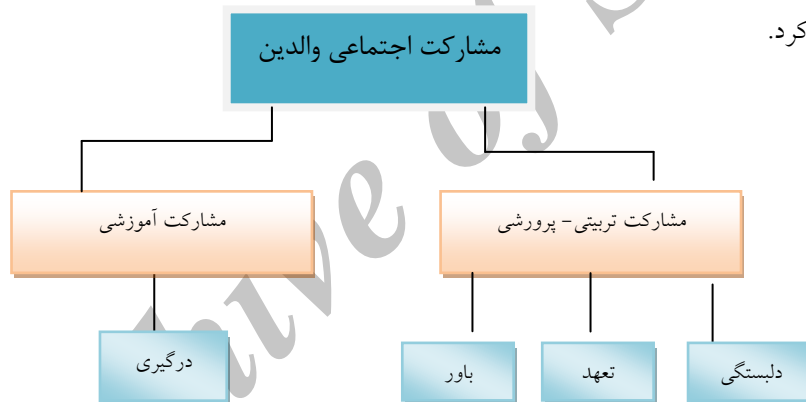 کرد.
مشارکت اجتماعی والدین
مشارکت تربیتی- پرورشی
مشارکت آموزشی
دلبستگی
تعهد
باور
درگیری